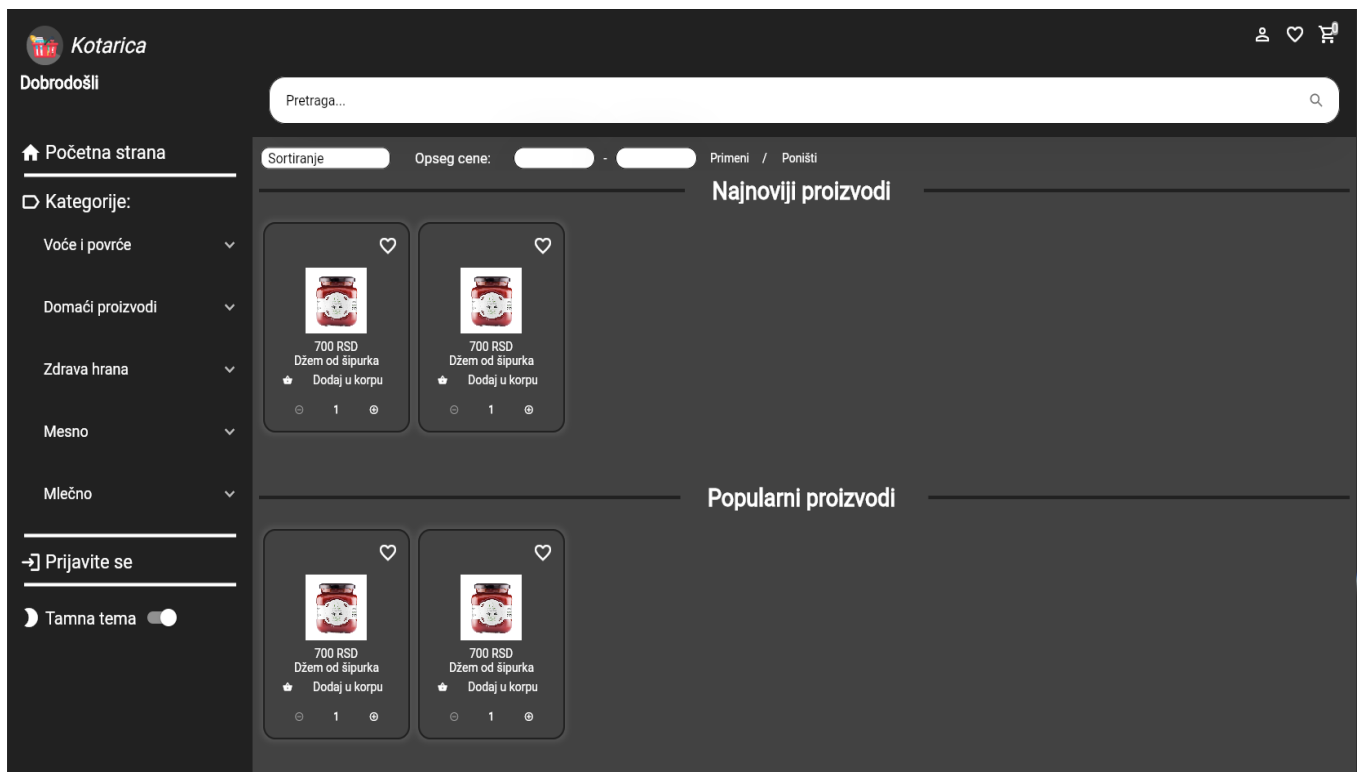 Kotarica
0
Dobrodošli
Pretraga...
Početna strana
Sortiranje
Opseg cene:
-
Primeni / Poništi
Najnoviji proizvodi
Kategorije:
Voće i povrće
Domaći proizvodi
Zdrava hrana
Mesno
Mlečno
700 RSD
Džem od šipurka
Dodaj u korpu
1
700 RSD
Džem od šipurka
Dodaj u korpu
1
Popularni proizvodi
Prijavite se
Tamna tema
700 RSD
Džem od šipurka
Dodaj u korpu
1
700 RSD
Džem od šipurka
Dodaj u korpu
1